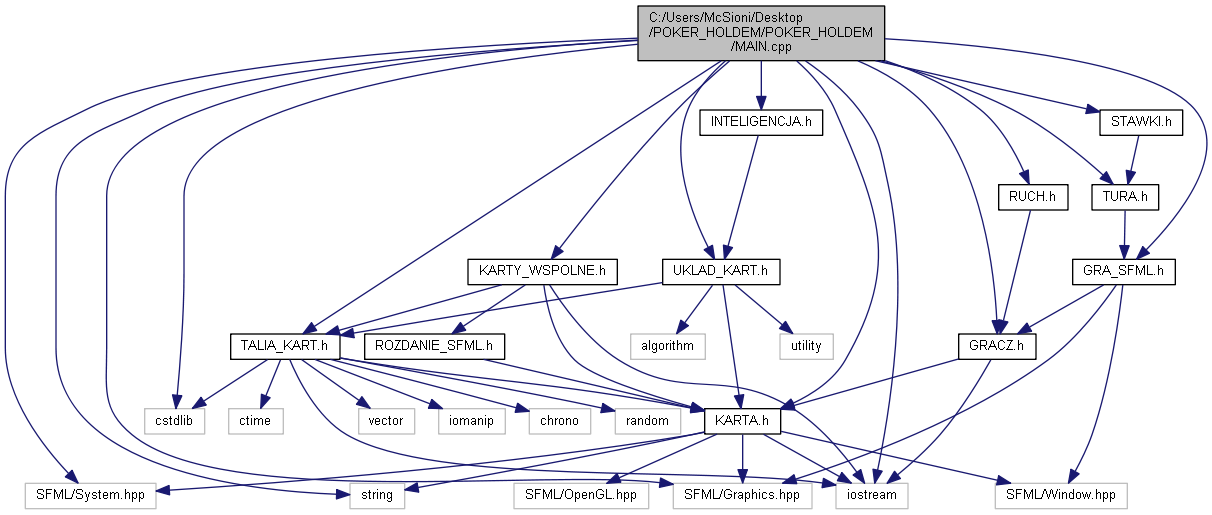 C:/Users/McSioni/Desktop
/POKER_HOLDEM/POKER_HOLDEM
/MAIN.cpp
INTELIGENCJA.h
STAWKI.h
RUCH.h
TURA.h
KARTY_WSPOLNE.h
UKLAD_KART.h
GRA_SFML.h
TALIA_KART.h
ROZDANIE_SFML.h
algorithm
utility
GRACZ.h
cstdlib
ctime
vector
iomanip
chrono
random
KARTA.h
SFML/System.hpp
string
SFML/OpenGL.hpp
SFML/Graphics.hpp
iostream
SFML/Window.hpp